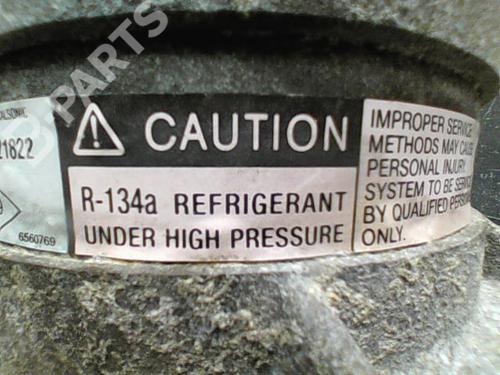 21622
6560769
CAUTION
R-134a REFRIGERANT
UNDER HIGH PRESSURE
IMPROPER SERVICE
METHODS MAY CAUSE
PERSONAL INJURY.
SYSTEM TO BE SERVICED
BY QUALIFIED PERSONNEL
ONLY.
B PARTS